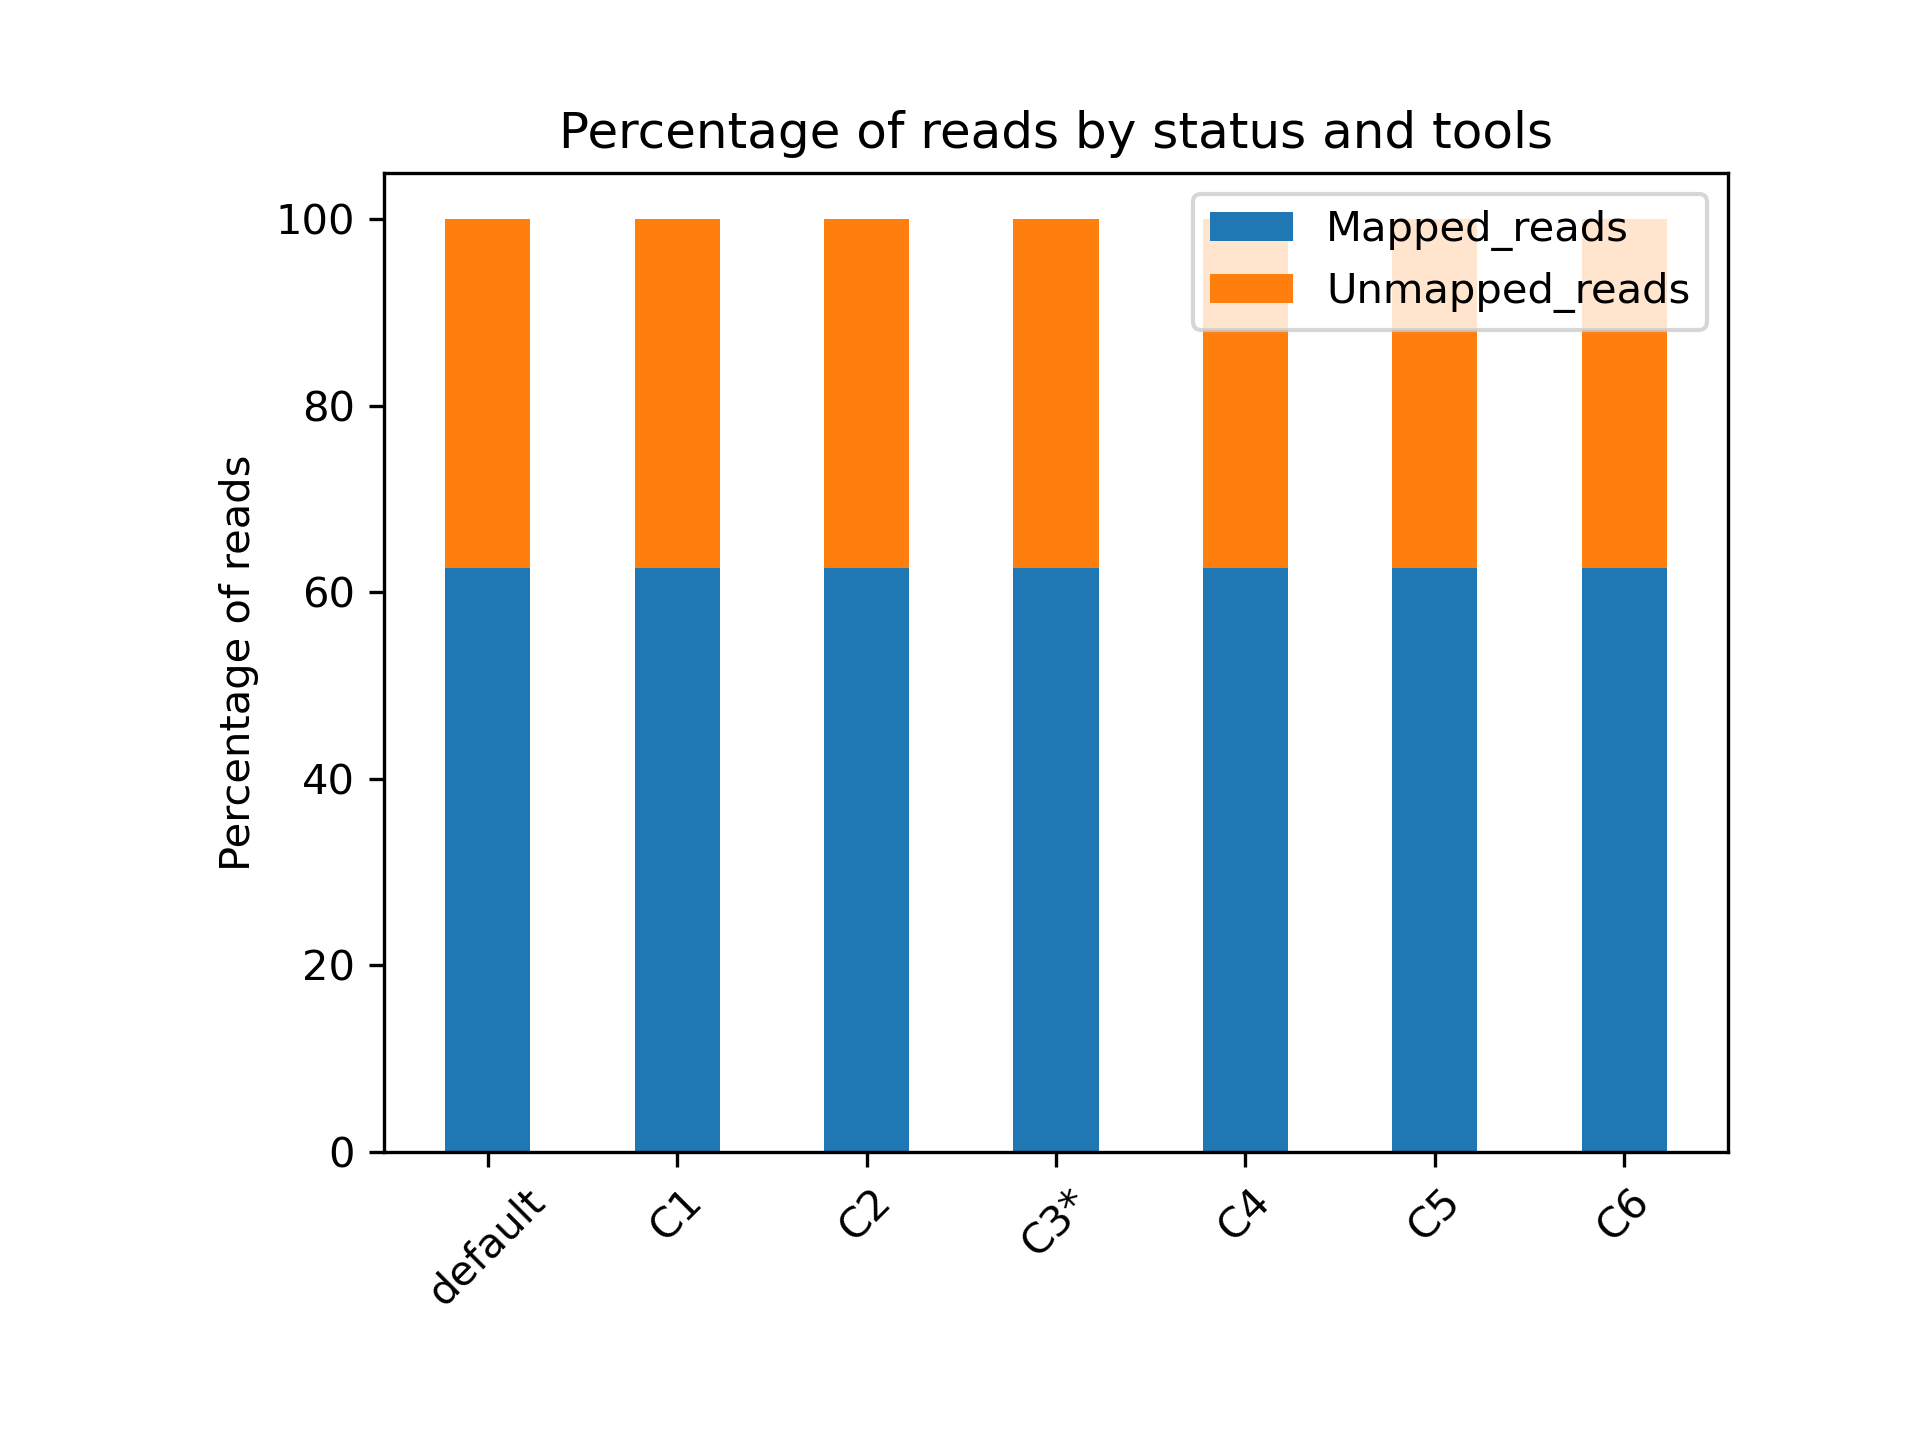 Percentage of reads by status and tools
Mapped_reads
Unmapped_reads
100
80
60
40
20
0
Percentage of reads
default
C1
C2
C3*
C4
C5
C6